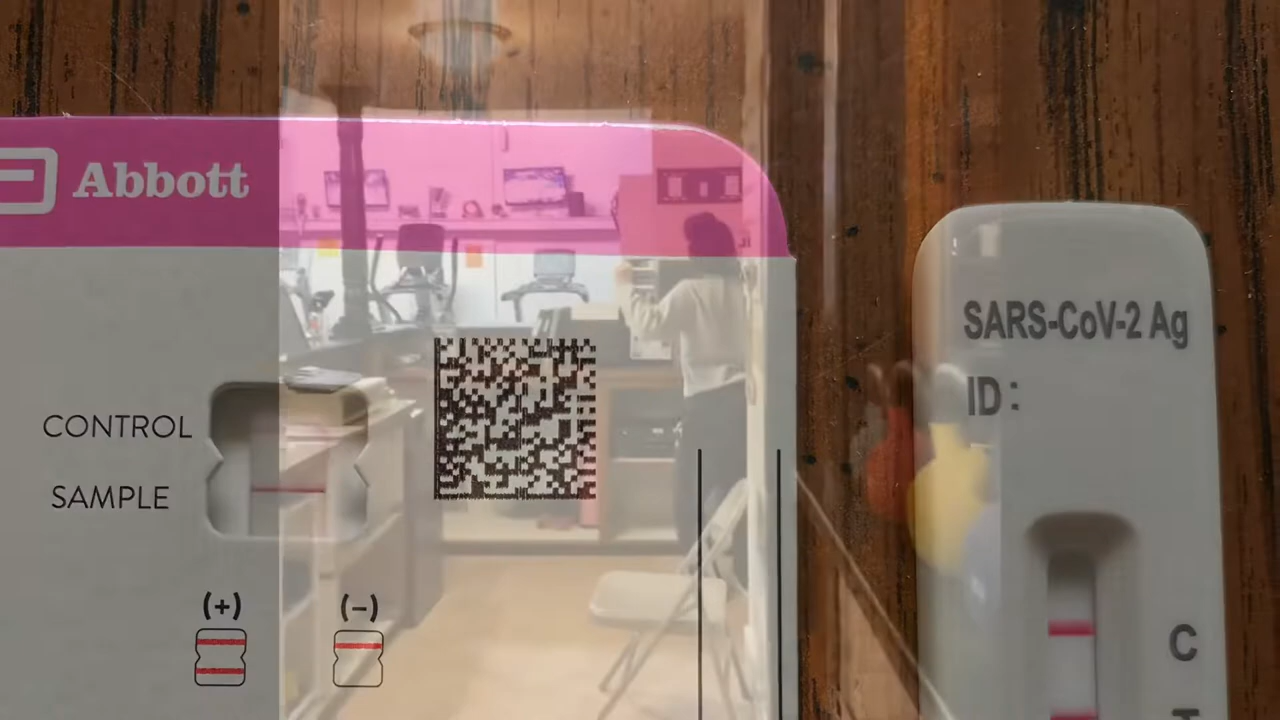 Abbott
SARS-CoV-2 Ag
ID:
CONTROL
SAMPLE
(+)
(-)
C
T